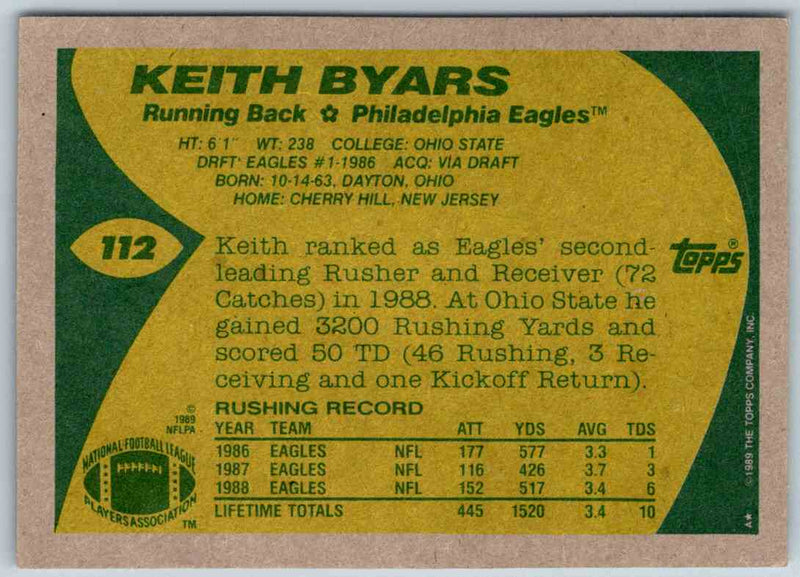 KEITH BYARS
Running Back ✿ Philadelphia Eagles™
HT: 6'1" WT: 238 COLLEGE: OHIO STATE
DRFT: EAGLES #1-1986 ACQ: VIA DRAFT
BORN: 10-14-63, DAYTON, OHIO
HOME: CHERRY HILL, NEW JERSEY
112
Keith ranked as Eagles' second-
leading Rusher and Receiver (72
Catches) in 1988. At Ohio State he
gained 3200 Rushing Yards and
scored 50 TD (46 Rushing, 3 Re-
ceiving and one Kickoff Return).
topps®
RUSHING RECORD
YEAR TEAM ATT YDS AVG TDS
1986 EAGLES NFL 177 577 3.3 1
1987 EAGLES NFL 116 426 3.7 3
1988 EAGLES NFL 152 517 3.4 6
LIFETIME TOTALS 445 1520 3.4 10
©
1989
NFLPA
NATIONAL FOOTBALL LEAGUE
PLAYERS ASSOCIATION
TM
©1989 THE TOPPS COMPANY, INC.
A★